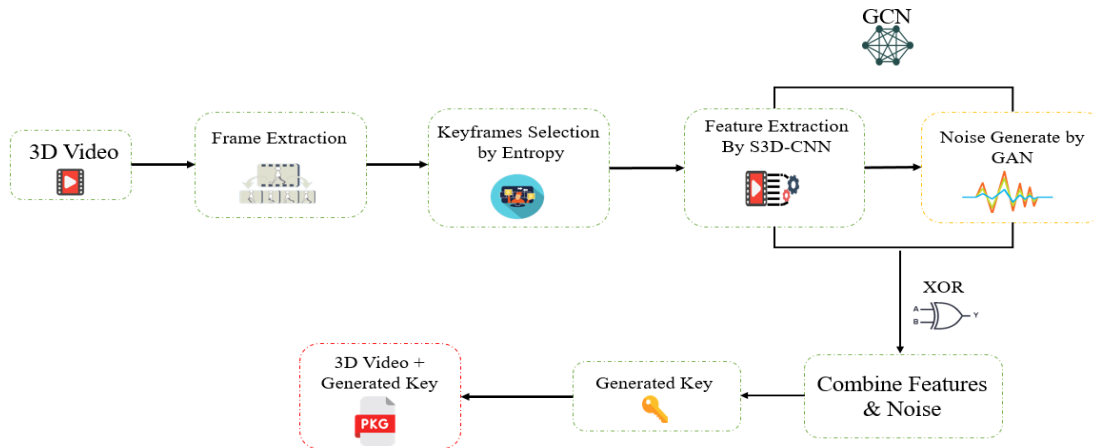 GCN
3D Video
Frame Extraction
Keyframes Selection
by Entropy
Feature Extraction
By S3D-CNN
Noise Generate by
GAN
XOR
A
B
Y
3D Video +
Generated Key
PKG
Generated Key
Combine Features
& Noise